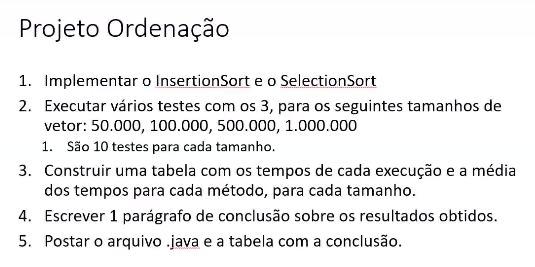 Projeto Ordenação
1. Implementar o InsertionSort e o SelectionSort
2. Executar vários testes com os 3, para os seguintes tamanhos de
vetor: 50.000, 100.000, 500.000, 1.000.000
1. São 10 testes para cada tamanho.
3. Construir uma tabela com os tempos de cada execução e a média
dos tempos para cada método, para cada tamanho.
4. Escrever 1 parágrafo de conclusão sobre os resultados obtidos.
5. Postar o arquivo .java e a tabela com a conclusão.